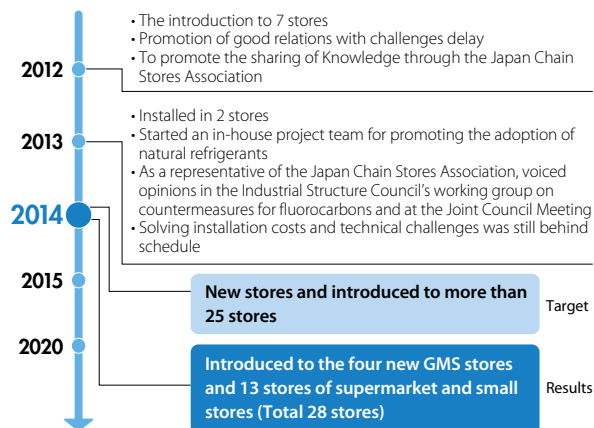 • The introduction to 7 stores
• Promotion of good relations with challenges delay
• To promote the sharing of Knowledge through the Japan Chain
Stores Association
2012
• Installed in 2 stores
• Started an in-house project team for promoting the adoption of
natural refrigerants
• As a representative of the Japan Chain Stores Association, voiced
opinions in the Industrial Structure Council's working group on
countermeasures for fluorocarbons and at the Joint Council Meeting
• Solving installation costs and technical challenges was still behind
schedule
2013
2014
New stores and introduced to more than
25 stores
Target
2015
2020
Introduced to the four new GMS stores
and 13 stores of supermarket and small
stores (Total 28 stores)
Results